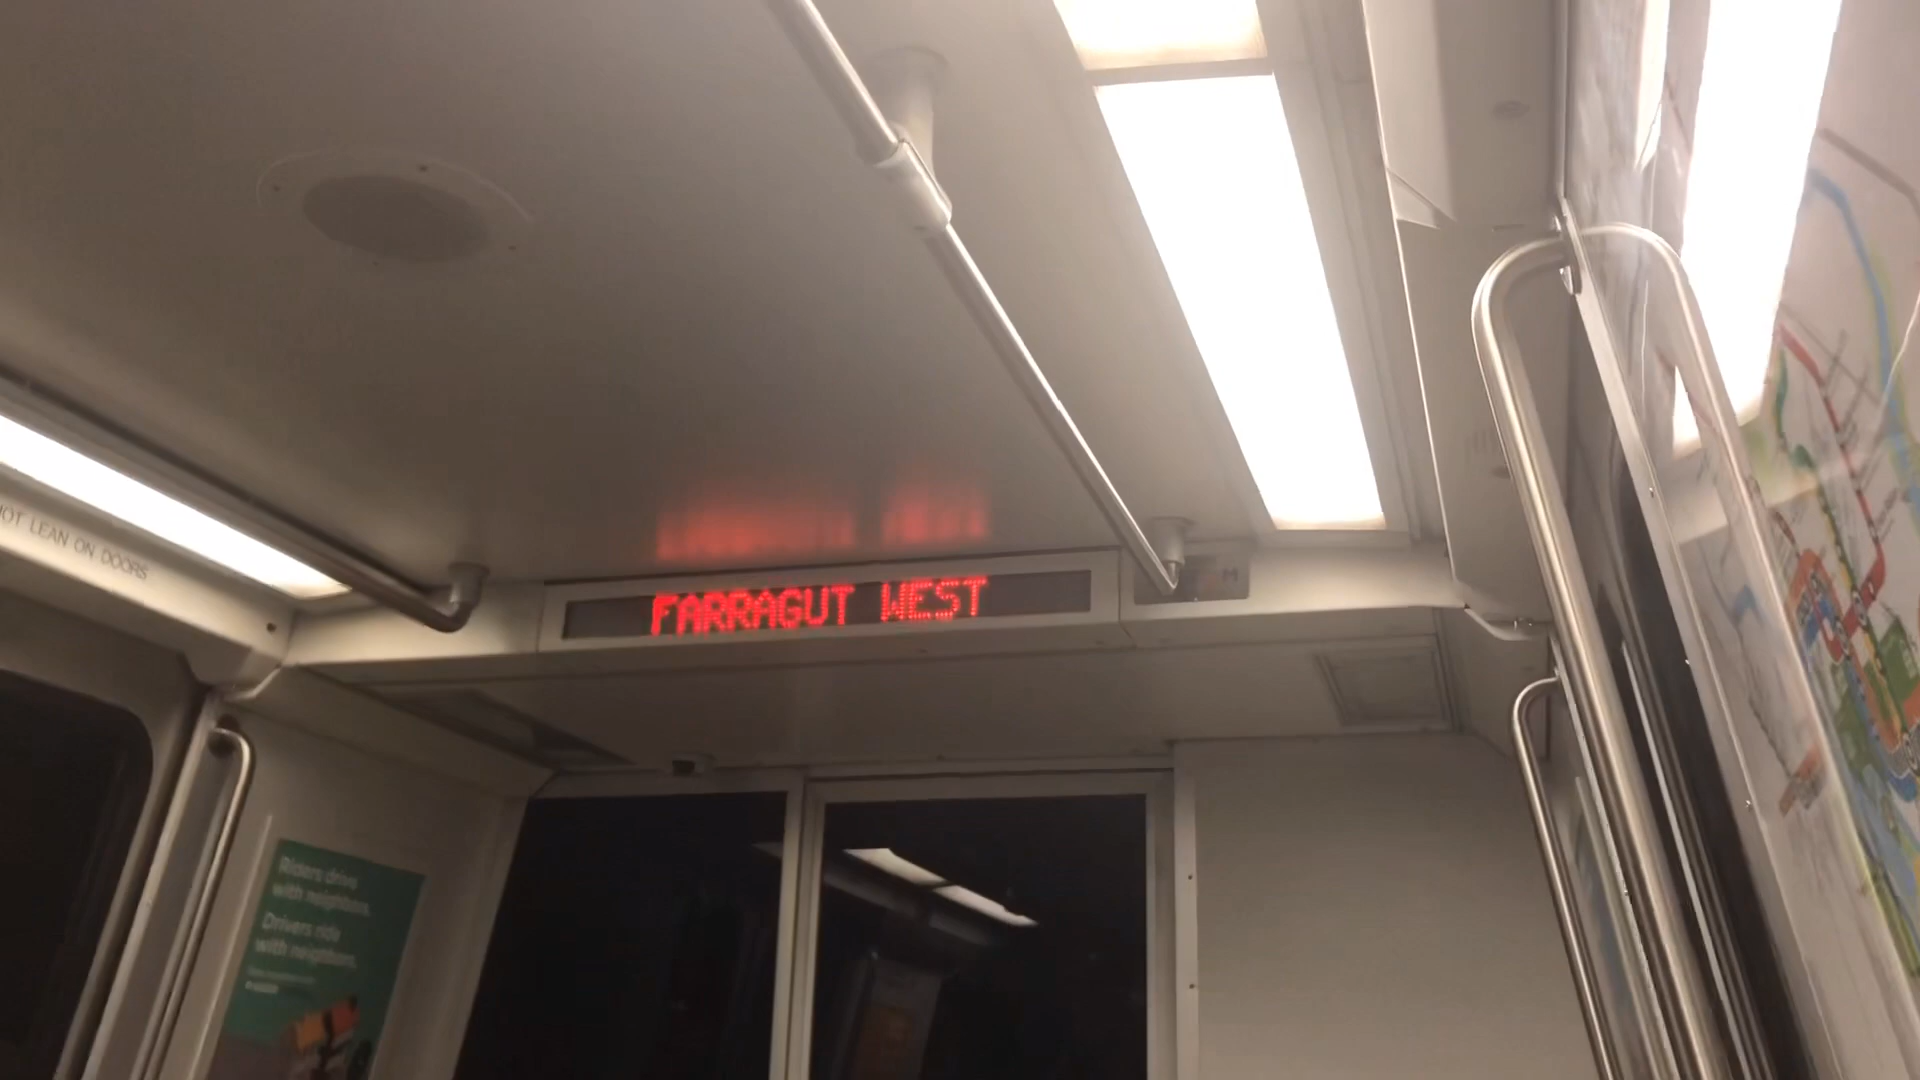 NOT LEAN ON DOORS
FARRAGUT WEST
Riders drive
with neighbors.
Drivers ride
with neighbors.